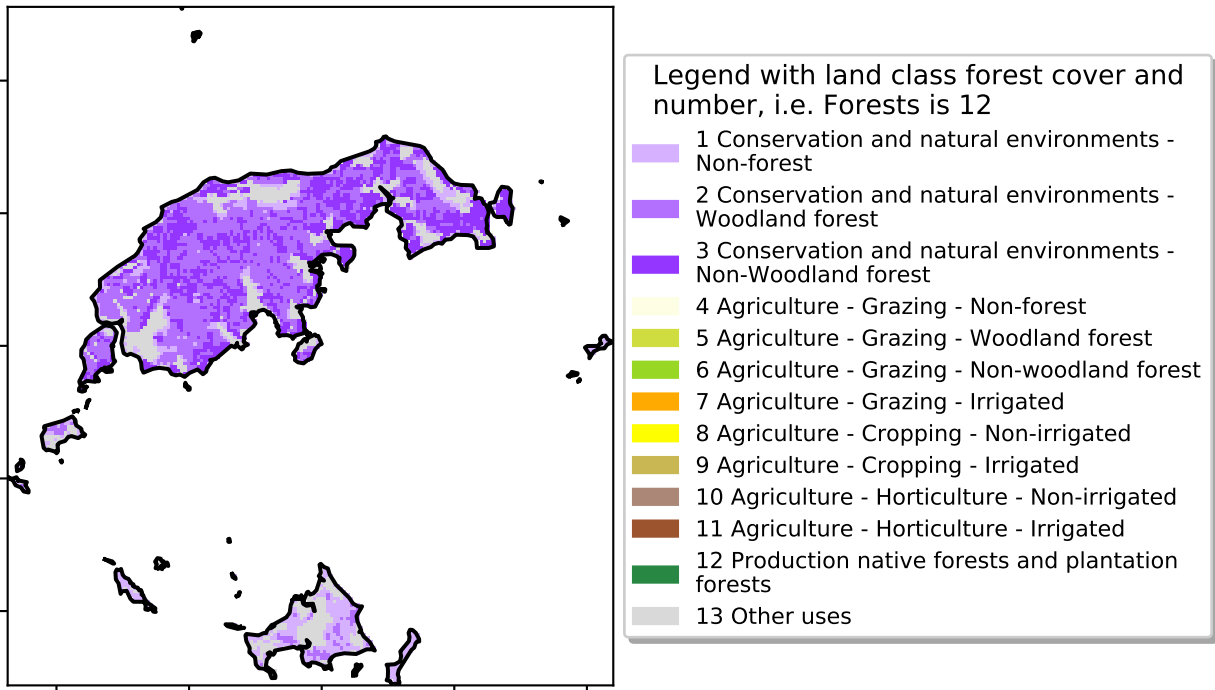 Legend with land class forest cover and
number, i.e. Forests is 12
1 Conservation and natural environments -
Non-forest
2 Conservation and natural environments -
Woodland forest
3 Conservation and natural environments -
Non-Woodland forest
4 Agriculture - Grazing - Non-forest
5 Agriculture - Grazing - Woodland forest
6 Agriculture - Grazing - Non-woodland forest
7 Agriculture - Grazing - Irrigated
8 Agriculture - Cropping - Non-irrigated
9 Agriculture - Cropping - Irrigated
10 Agriculture - Horticulture - Non-irrigated
11 Agriculture - Horticulture - Irrigated
12 Production native forests and plantation
forests
13 Other uses